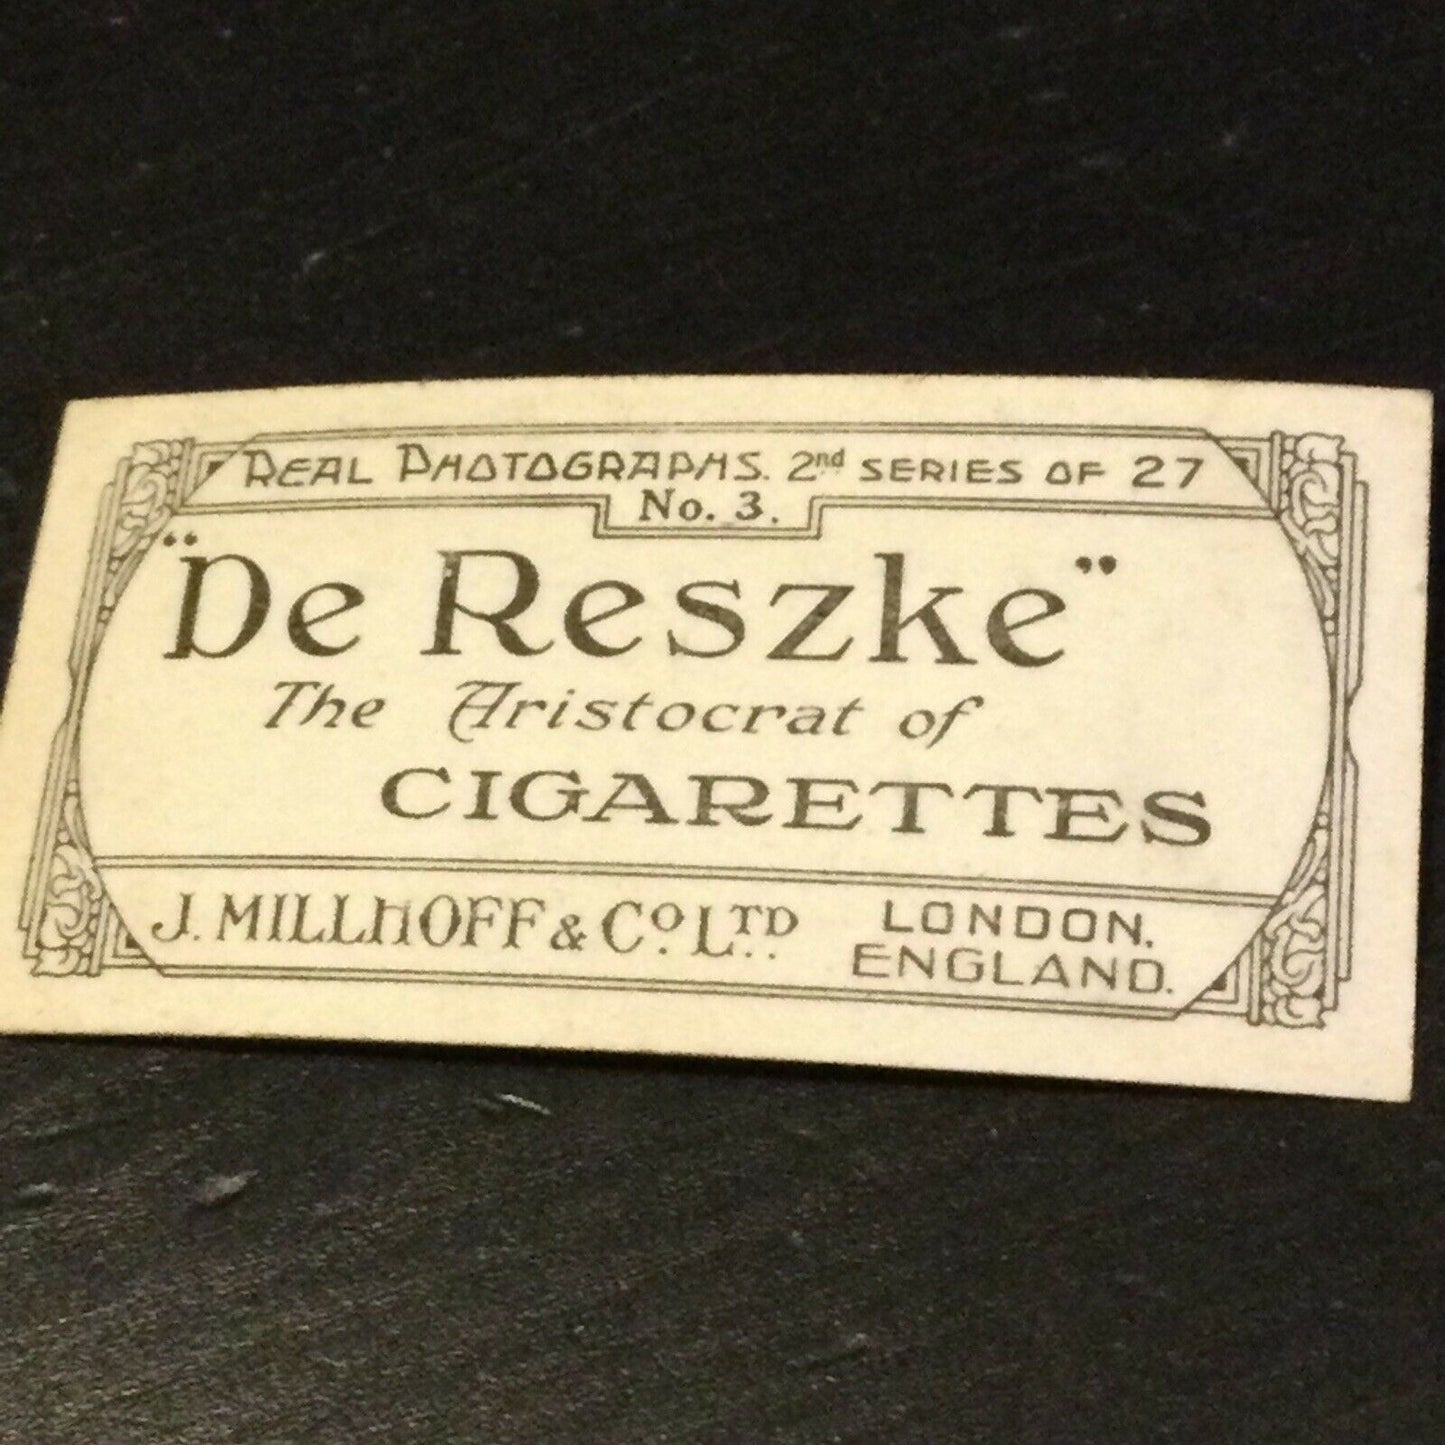 REAL PHOTOGRAPHS. 2nd SERIES OF 27
No. 3.
"De Reszke"
The Aristocrat of
CIGARETTES
J. MILLHOFF & Co. LTD. LONDON.
ENGLAND.